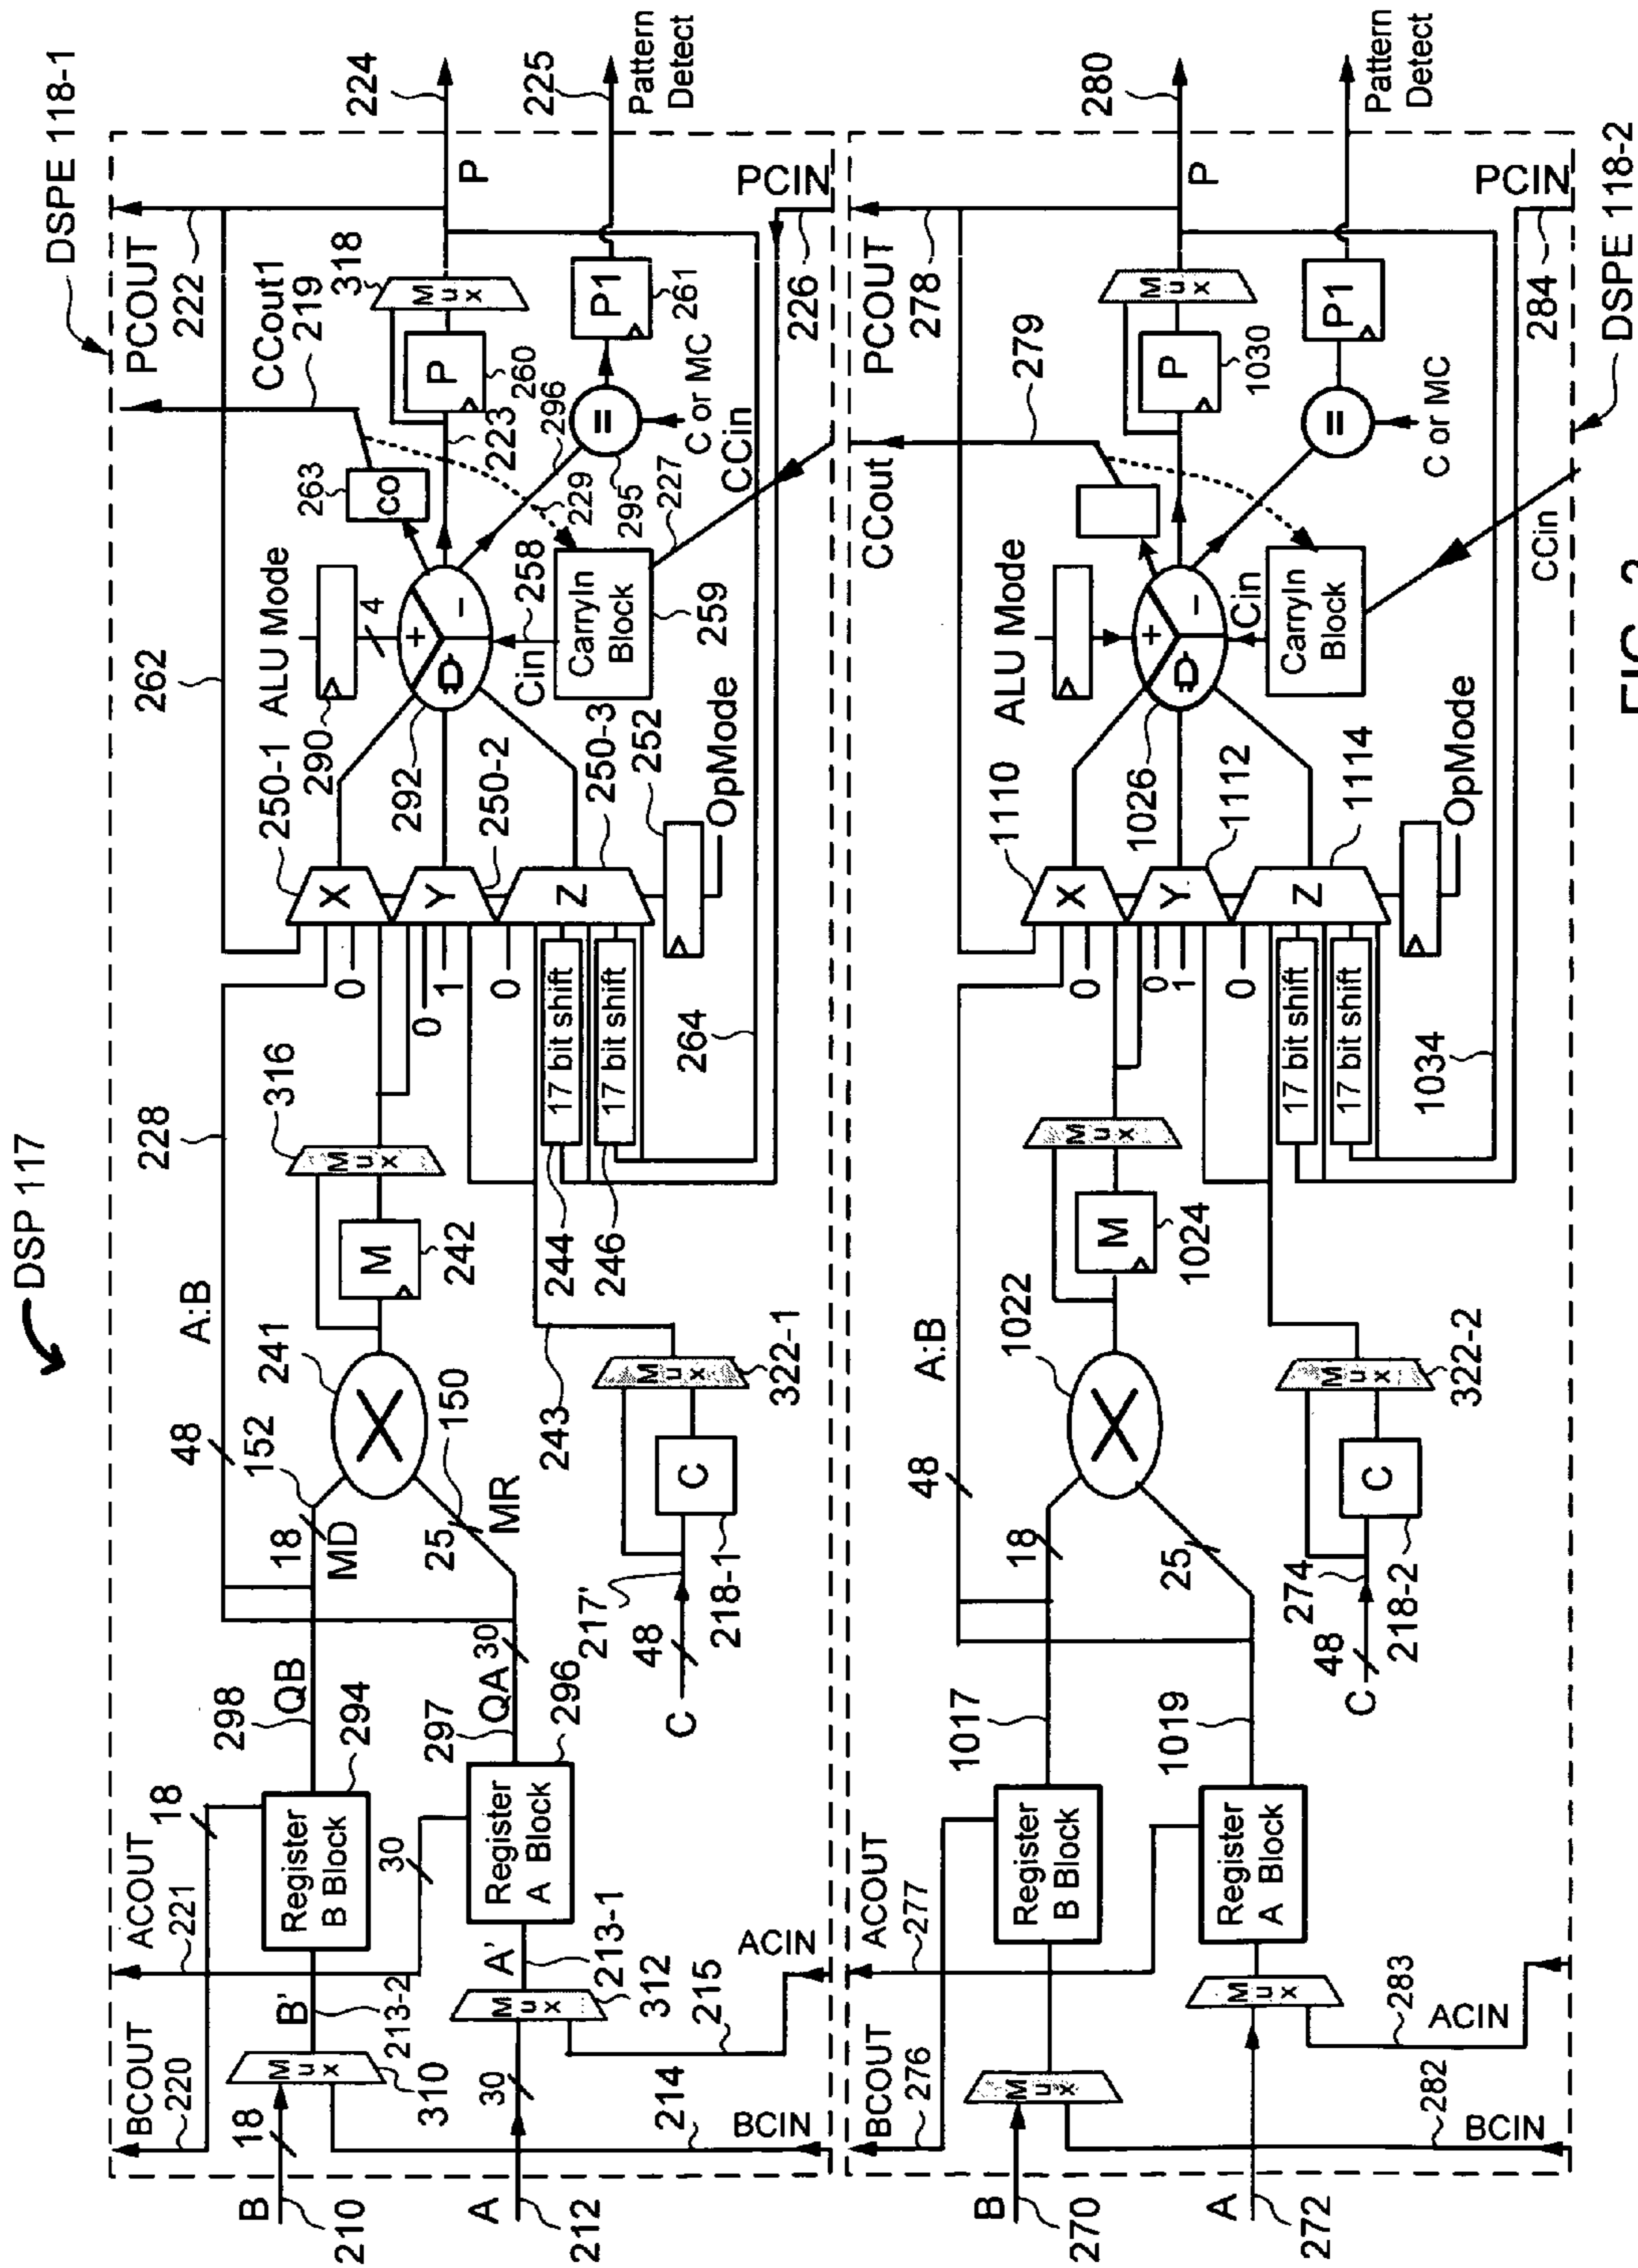 DSP 117
DSPE 118-1
BCOUT
220
ACOUT
221
18
A:B
228
262
PCOUT
222
CCout1
219
B
210
18
Mux
310
B'
213-2
Register
B Block
294
298
QB
18
MD
152
48
241
M
242
Mux
316
0
0
1
0
X
Y
Z
250-1
250-2
250-3
290
ALU Mode
4
292
+
−
CO
263
223
P
260
Mux
318
P
224
A
212
30
Mux
312
A'
213-1
Register
A Block
296
30
297
QA
30
25
MR
150
243
244
246
17 bit shift
17 bit shift
264
252
OpMode
Cin
258
CarryIn
Block
259
229
296
=
295
C or MC
P1
261
225
Pattern
Detect
C
48
217'
C
218-1
Mux
322-1
214
BCIN
215
ACIN
CCin
227
226
PCIN
BCOUT
276
ACOUT
277
A:B
48
CCout
279
PCOUT
278
B
270
Mux
Register
B Block
1017
18
1022
M
1024
Mux
0
0
1
0
X
Y
Z
1110
1112
1114
ALU Mode
1026
+
−
P
1030
Mux
P
280
A
272
Mux
Register
A Block
1019
25
17 bit shift
17 bit shift
1034
OpMode
Cin
CarryIn
Block
=
C or MC
P1
Pattern
Detect
C
48
274
C
218-2
Mux
322-2
282
BCIN
283
ACIN
CCin
284
PCIN
DSPE 118-2